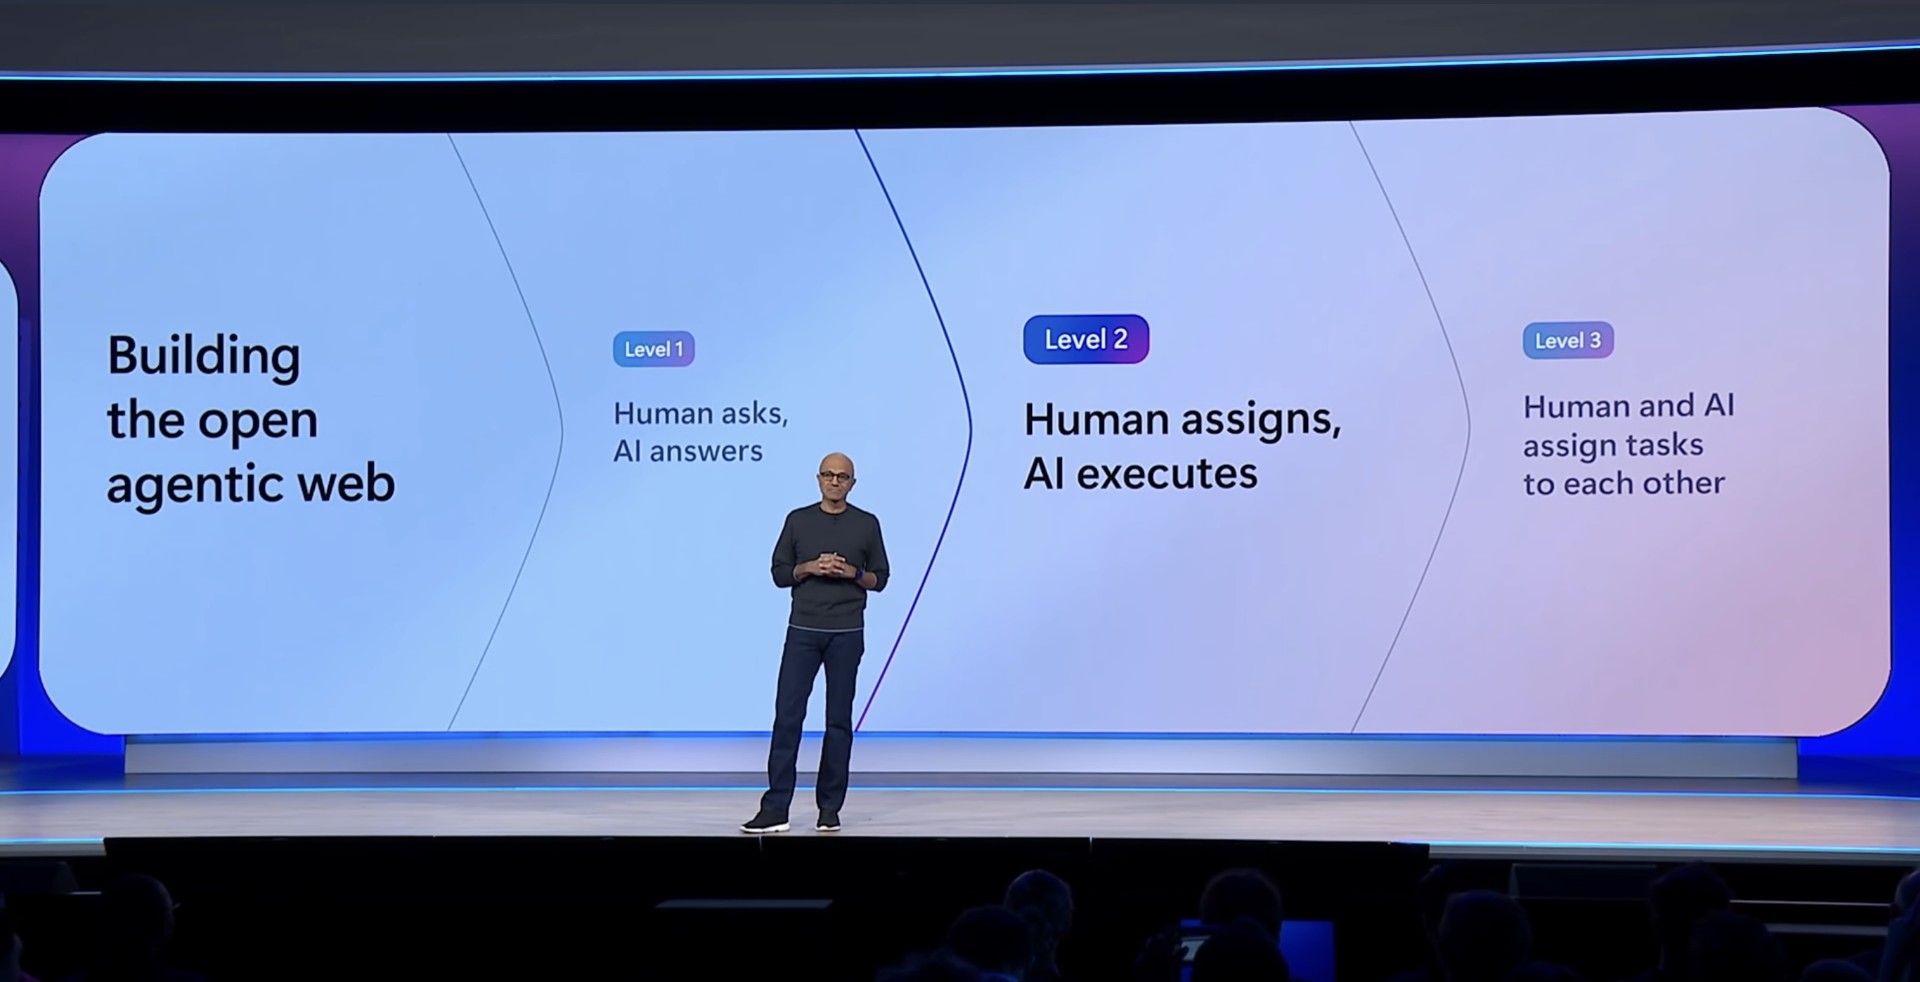 Building
the open
agentic web
Level 1
Human asks,
AI answers
Level 2
Human assigns,
AI executes
Level 3
Human and AI
assign tasks
to each other